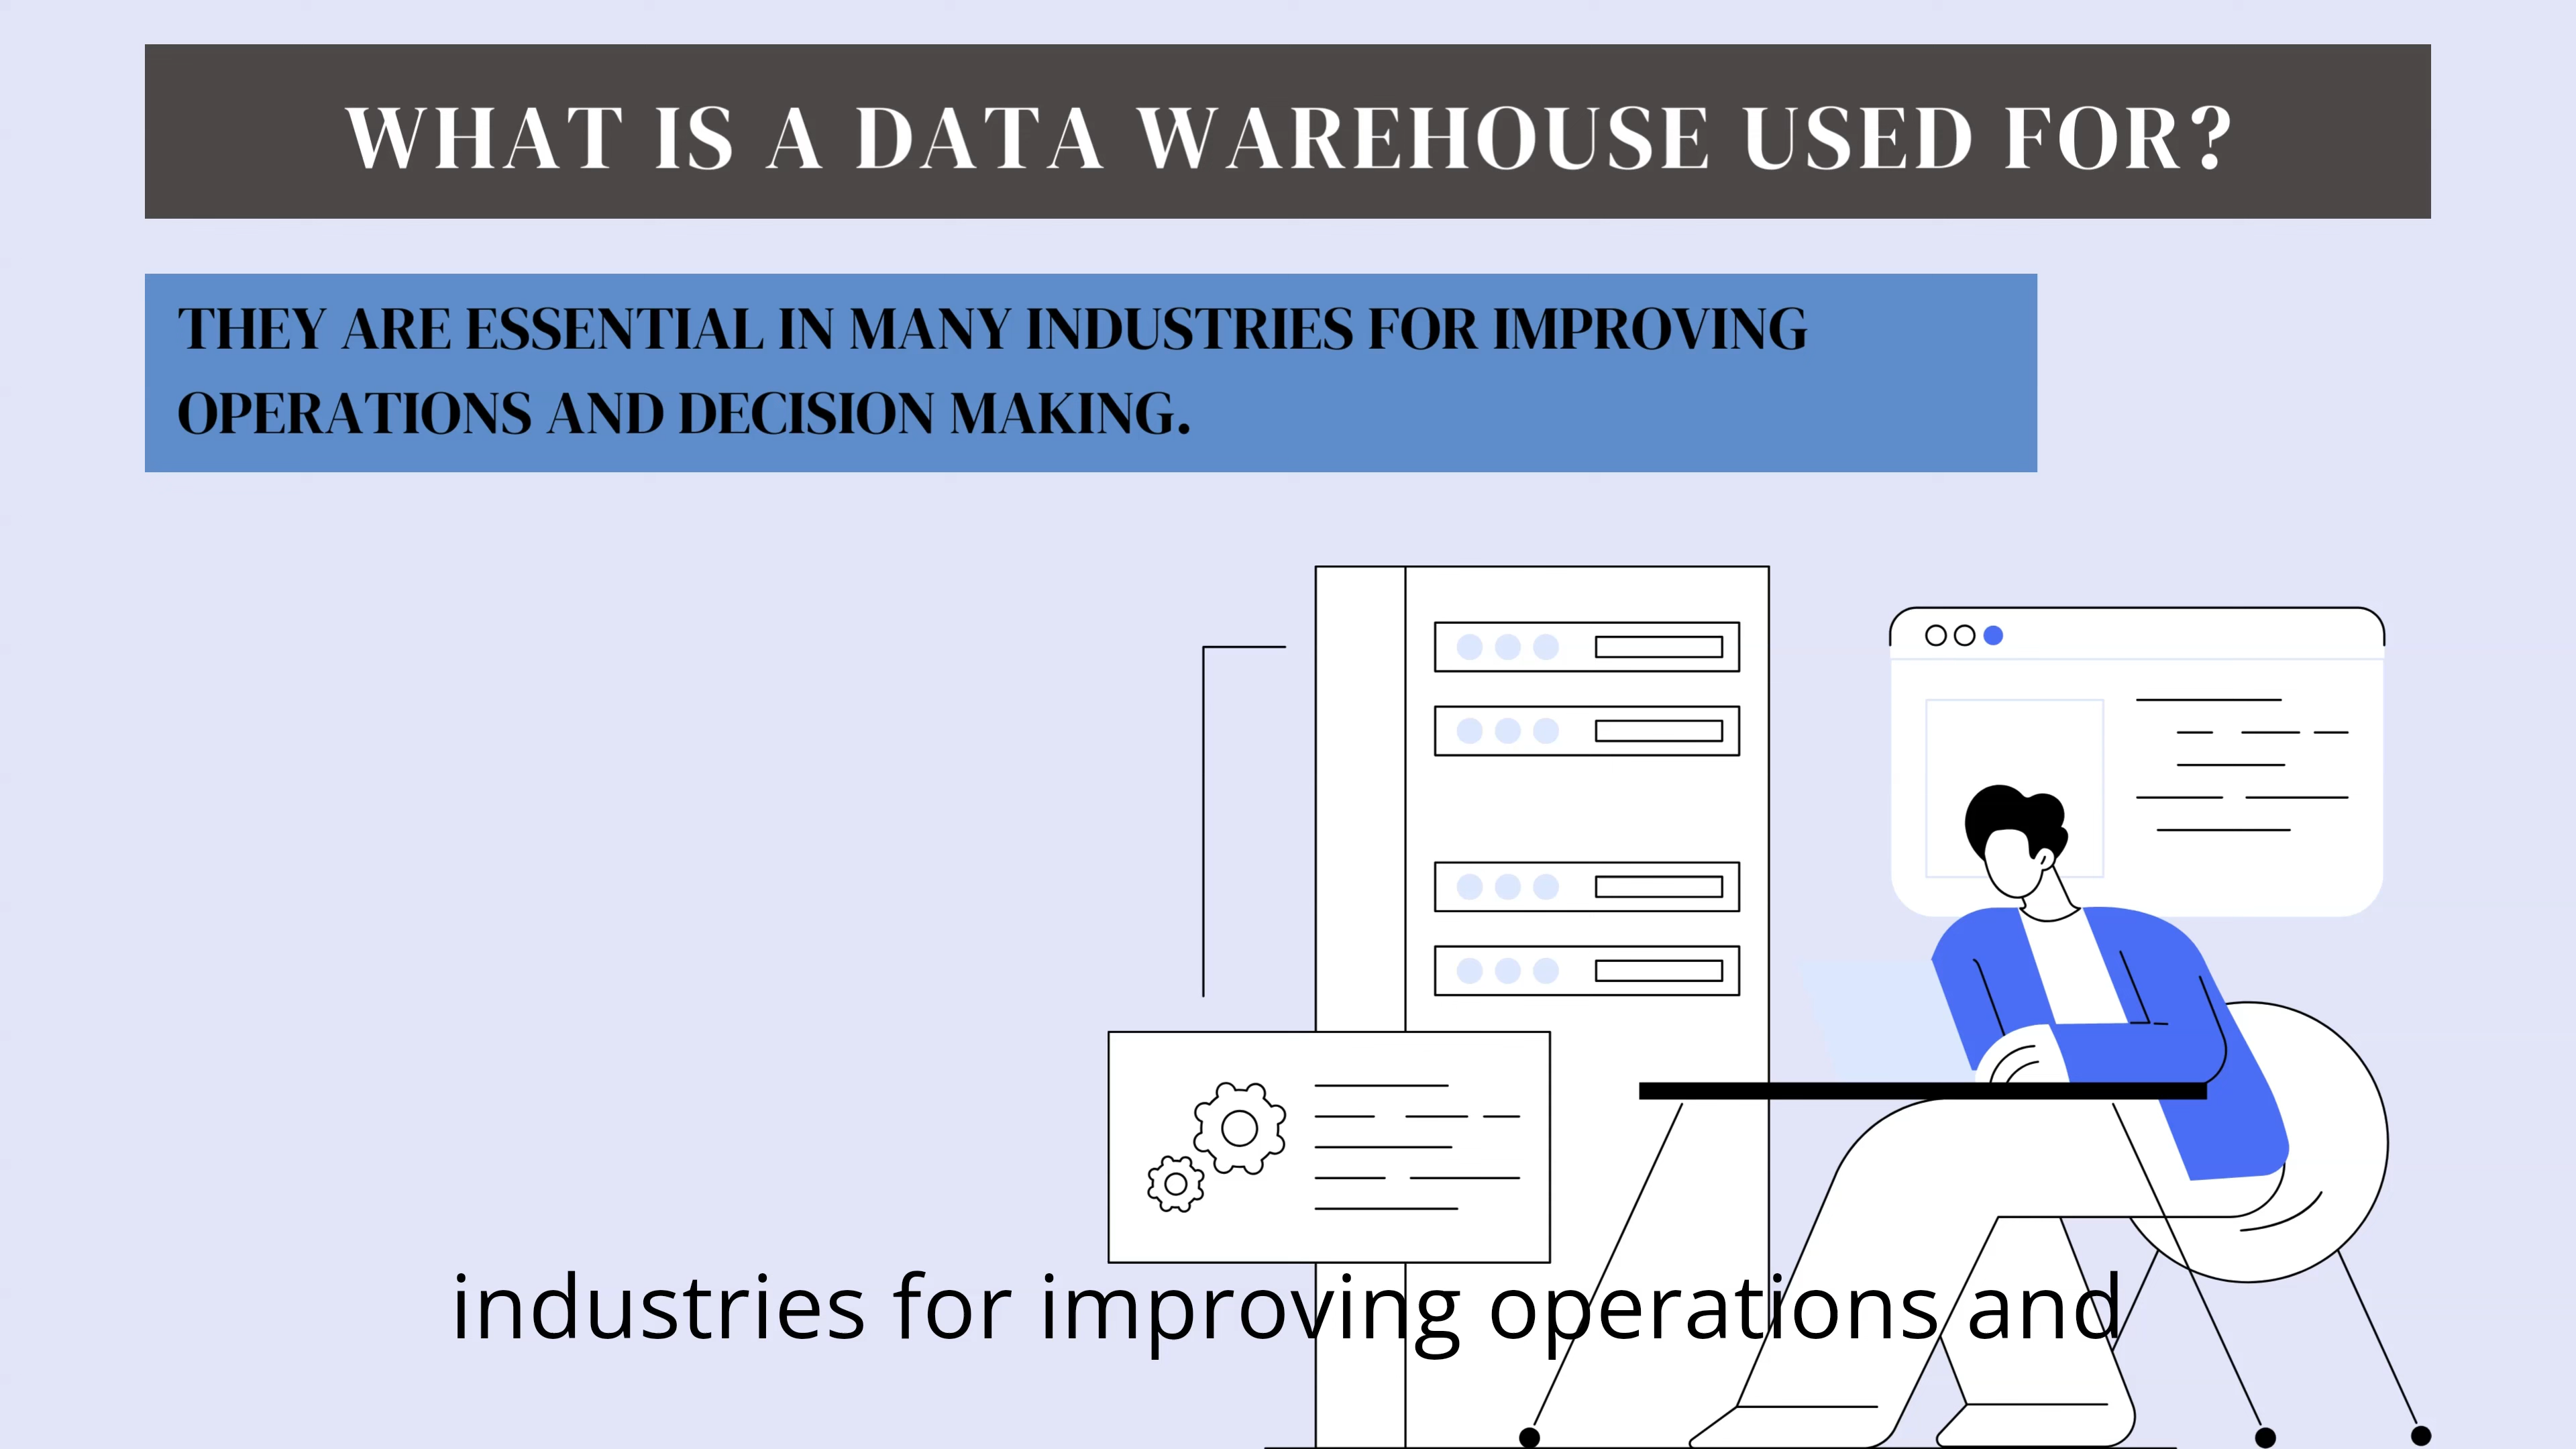 WHAT IS A DATA WAREHOUSE USED FOR?
THEY ARE ESSENTIAL IN MANY INDUSTRIES FOR IMPROVING
OPERATIONS AND DECISION MAKING.
industries for improving operations and